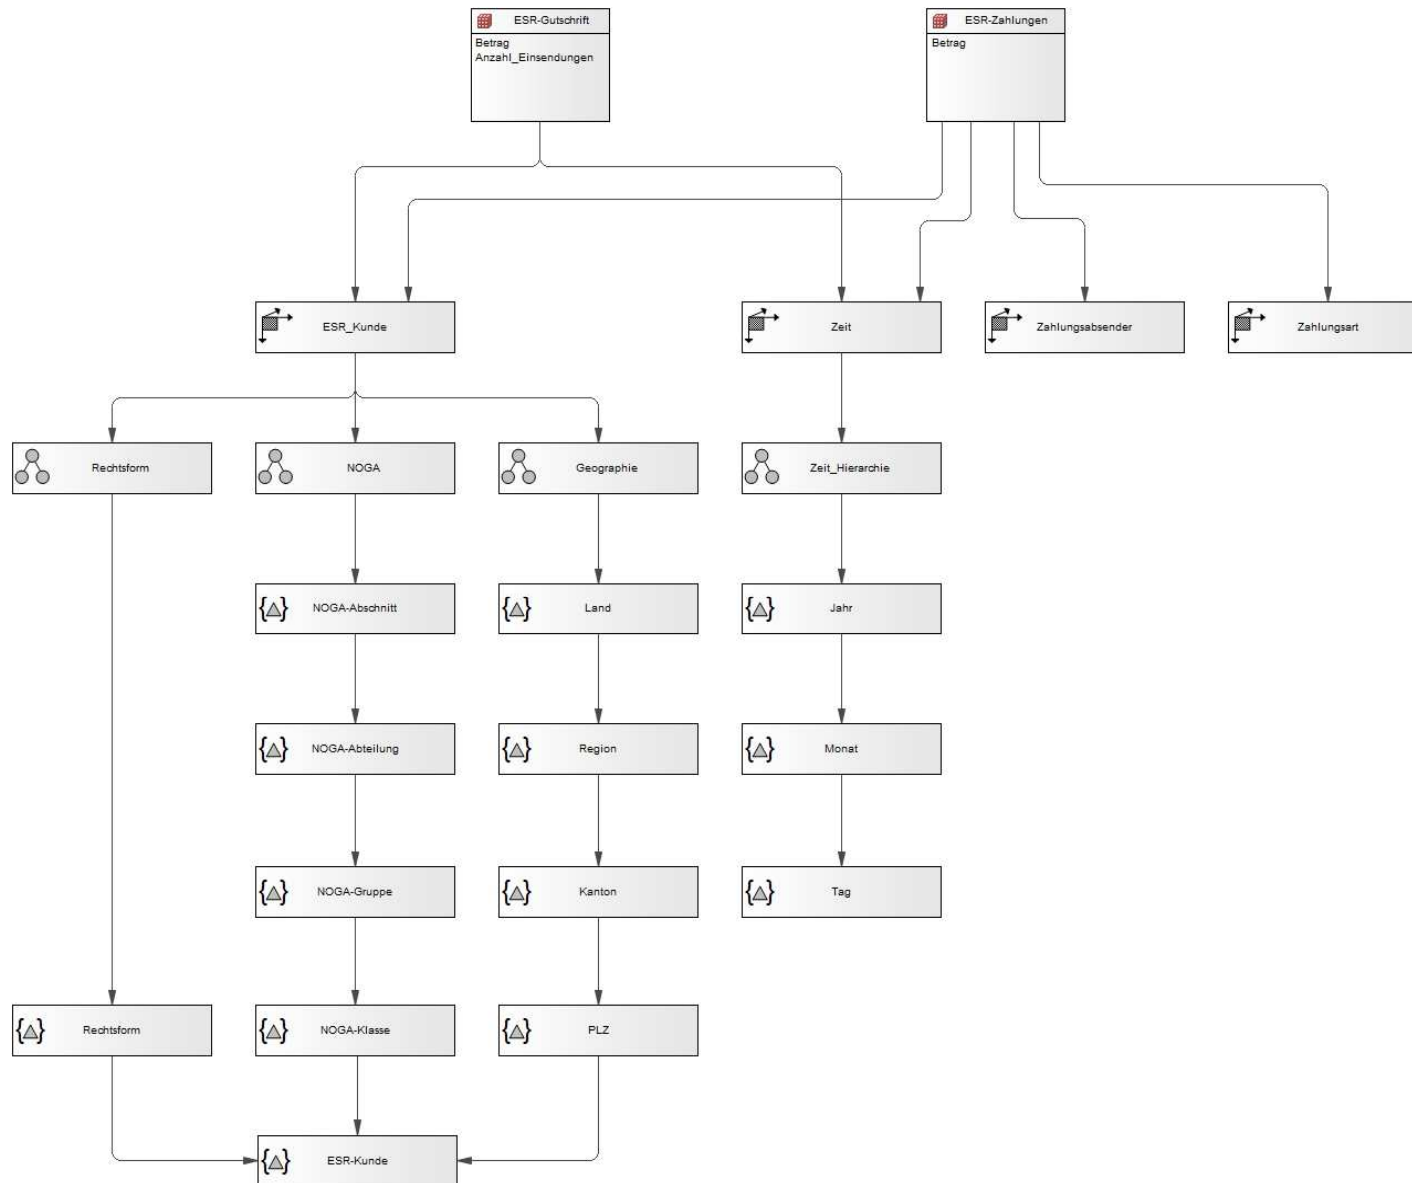 ESR-Gutschrift
Betrag
Anzahl_Einsendungen
ESR-Zahlungen
Betrag
ESR_Kunde
Zeit
Zahlungsabsender
Zahlungsart
Rechtsform
NOGA
Geographie
Zeit_Hierarchie
NOGA-Abschnitt
Land
Jahr
NOGA-Abteilung
Region
Monat
NOGA-Gruppe
Kanton
Tag
Rechtsform
NOGA-Klasse
PLZ
ESR-Kunde